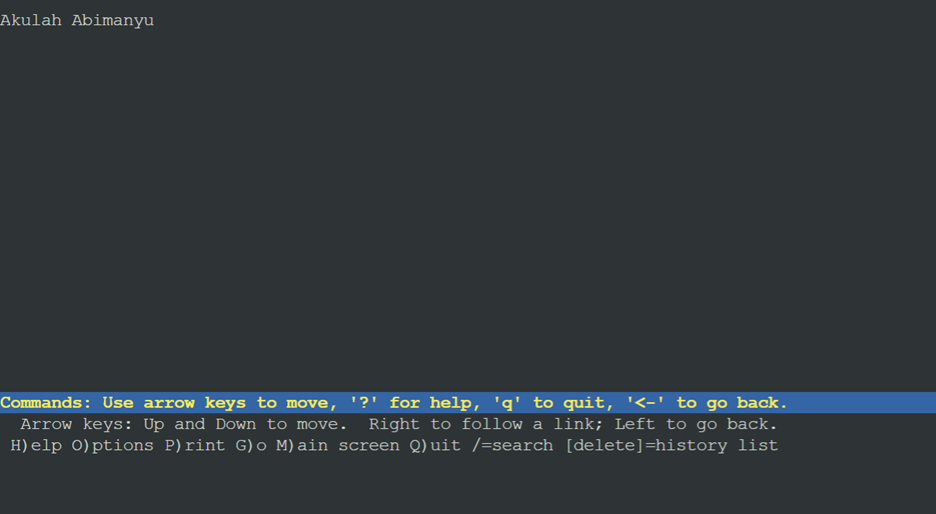 Akulah Abimanyu
Commands: Use arrow keys to move, '?' for help, 'q' to quit, '<-' to go back.
Arrow keys: Up and Down to move.  Right to follow a link; Left to go back.
H)elp O)ptions P)rint G)o M)ain screen Q)uit /=search [delete]=history list